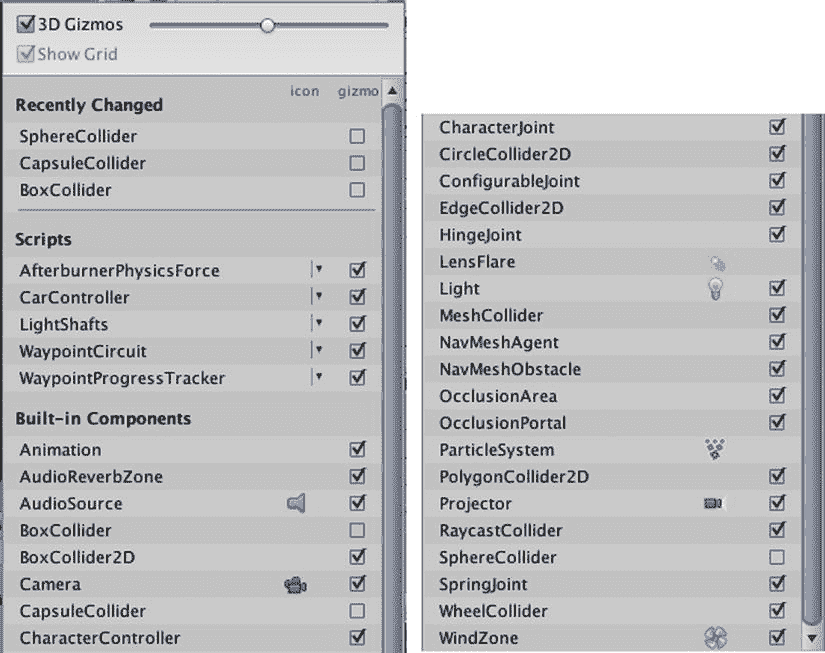 3D Gizmos
Show Grid
icon gizmo
Recently Changed
SphereCollider
CapsuleCollider
BoxCollider
Scripts
AfterburnerPhysicsForce
CarController
LightShafts
WaypointCircuit
WaypointProgressTracker
Built-in Components
Animation
AudioReverbZone
AudioSource
BoxCollider
BoxCollider2D
Camera
CapsuleCollider
CharacterController
CharacterJoint
CircleCollider2D
ConfigurableJoint
EdgeCollider2D
HingeJoint
LensFlare
Light
MeshCollider
NavMeshAgent
NavMeshObstacle
OcclusionArea
OcclusionPortal
ParticleSystem
PolygonCollider2D
Projector
RaycastCollider
SphereCollider
SpringJoint
WheelCollider
WindZone